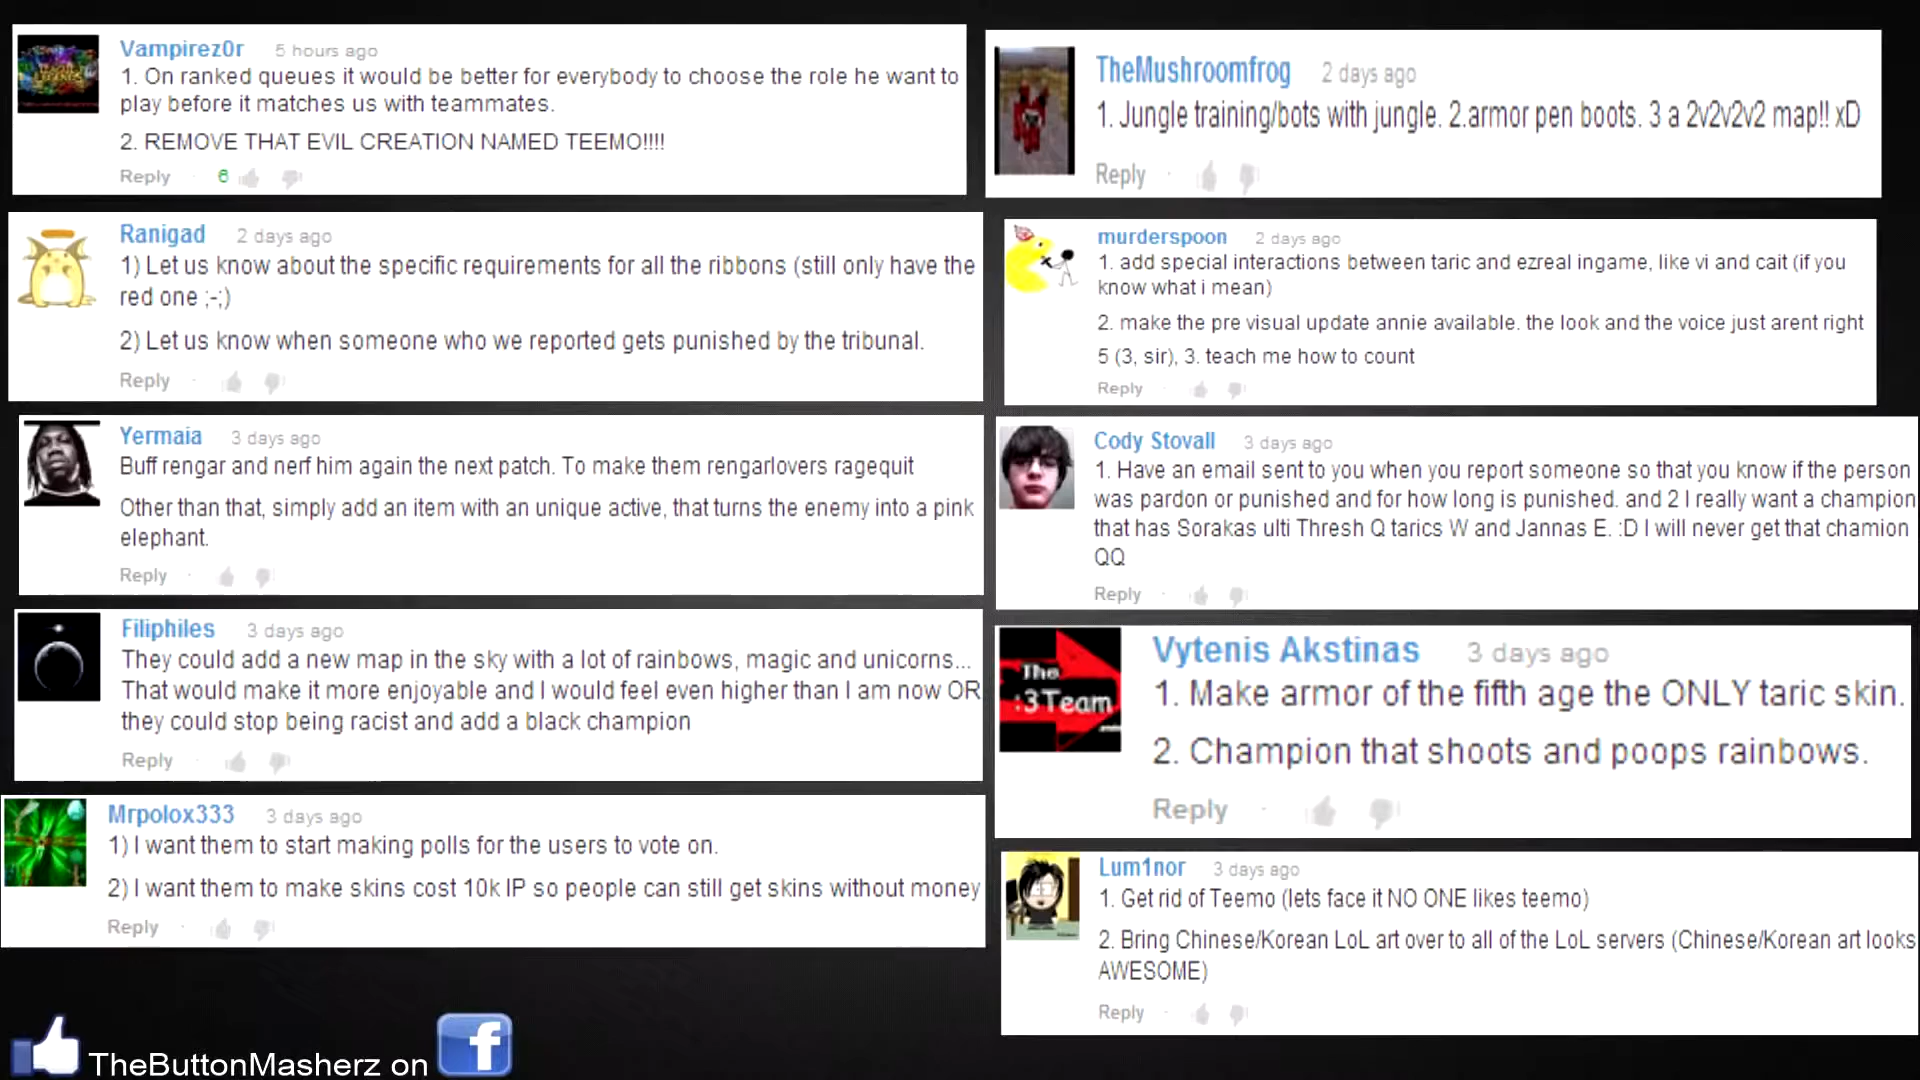 Vampirez0r 5 hours ago
1. On ranked queues it would be better for everybody to choose the role he want to
play before it matches us with teammates.
2. REMOVE THAT EVIL CREATION NAMED TEEMO!!!!
Reply · 6
Ranigad 2 days ago
1) Let us know about the specific requirements for all the ribbons (still only have the
red one ;-;)
2) Let us know when someone who we reported gets punished by the tribunal.
Reply ·
Yermaia 3 days ago
Buff rengar and nerf him again the next patch. To make them rengarlovers ragequit
Other than that, simply add an item with an unique active, that turns the enemy into a pink
elephant.
Reply ·
Filiphiles 3 days ago
They could add a new map in the sky with a lot of rainbows, magic and unicorns...
That would make it more enjoyable and I would feel even higher than I am now OR
they could stop being racist and add a black champion
Reply ·
Mrpolox333 3 days ago
1) I want them to start making polls for the users to vote on.
2) I want them to make skins cost 10k IP so people can still get skins without money
Reply ·
TheButtonMasherz on
f
TheMushroomfrog 2 days ago
1. Jungle training/bots with jungle. 2.armor pen boots. 3 a 2v2v2v2 map!! xD
Reply ·
murderspoon 2 days ago
1. add special interactions between taric and ezreal ingame, like vi and cait (if you
know what i mean)
2. make the pre visual update annie available. the look and the voice just arent right
5 (3, sir), 3. teach me how to count
Reply ·
Cody Stovall 3 days ago
1. Have an email sent to you when you report someone so that you know if the person
was pardon or punished and for how long is punished. and 2 I really want a champion
that has Sorakas ulti Thresh Q tarics W and Jannas E. :D I will never get that chamion
QQ
Reply ·
The
:3Team
Vytenis Akstinas 3 days ago
1. Make armor of the fifth age the ONLY taric skin.
2. Champion that shoots and poops rainbows.
Reply ·
Lum1nor 3 days ago
1. Get rid of Teemo (lets face it NO ONE likes teemo)
2. Bring Chinese/Korean LoL art over to all of the LoL servers (Chinese/Korean art looks
AWESOME)
Reply ·